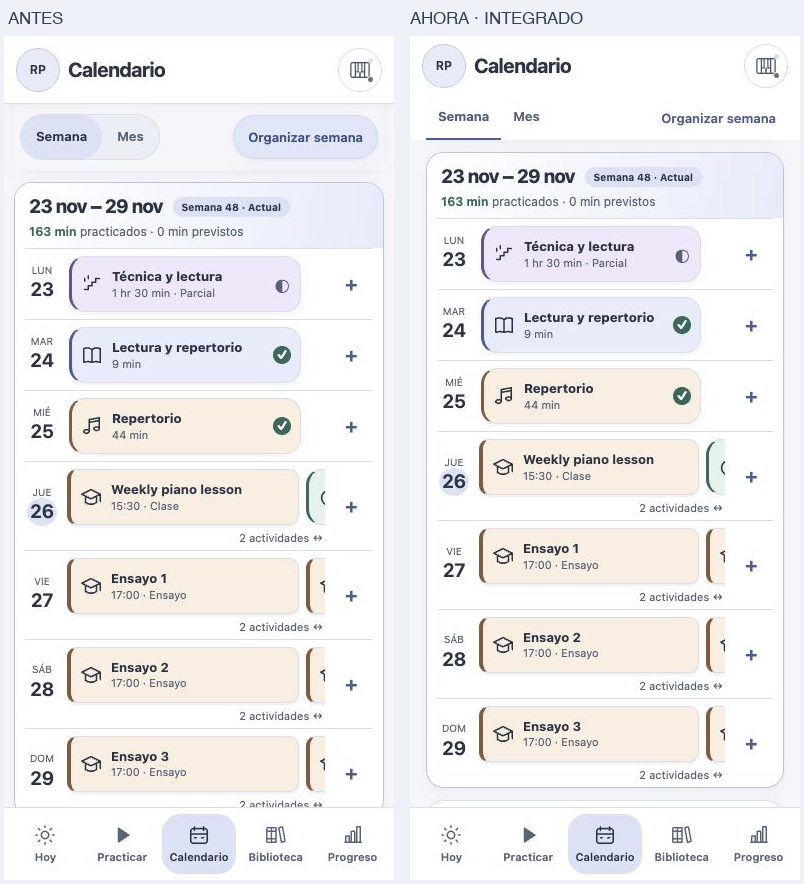 ANTES
RP Calendario
Semana Mes Organizar semana
23 nov – 29 nov Semana 48 · Actual
163 min practicados · 0 min previstos
LUN
23
Técnica y lectura
1 hr 30 min · Parcial
+
MAR
24
Lectura y repertorio
9 min
+
MIÉ
25
Repertorio
44 min
+
JUE
26
Weekly piano lesson
15:30 · Clase
+
2 actividades ↔
VIE
27
Ensayo 1
17:00 · Ensayo
+
2 actividades ↔
SÁB
28
Ensayo 2
17:00 · Ensayo
+
2 actividades ↔
DOM
29
Ensayo 3
17:00 · Ensayo
+
2 actividades ↔
Hoy Practicar Calendario Biblioteca Progreso
AHORA · INTEGRADO
RP Calendario
Semana Mes Organizar semana
23 nov – 29 nov Semana 48 · Actual
163 min practicados · 0 min previstos
LUN
23
Técnica y lectura
1 hr 30 min · Parcial
+
MAR
24
Lectura y repertorio
9 min
+
MIÉ
25
Repertorio
44 min
+
JUE
26
Weekly piano lesson
15:30 · Clase
+
2 actividades ↔
VIE
27
Ensayo 1
17:00 · Ensayo
+
2 actividades ↔
SÁB
28
Ensayo 2
17:00 · Ensayo
+
2 actividades ↔
DOM
29
Ensayo 3
17:00 · Ensayo
+
2 actividades ↔
Hoy Practicar Calendario Biblioteca Progreso